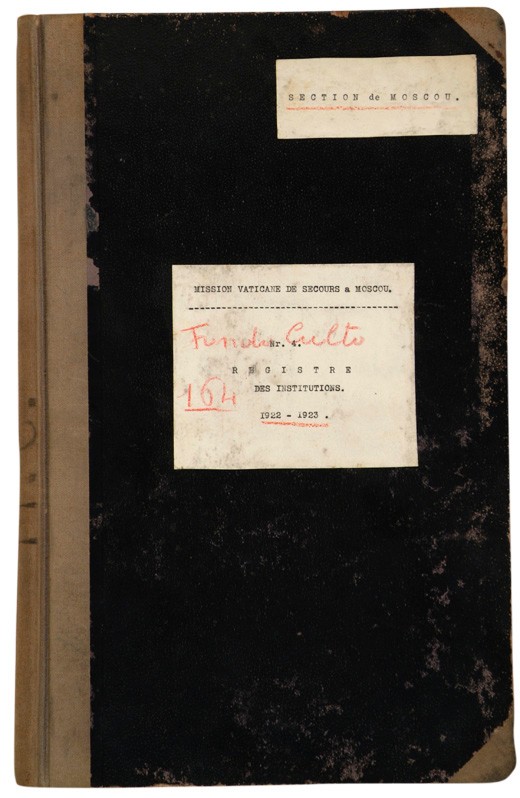 SECTION de MOSCOU.
MISSION VATICANE DE SECOURS a MOSCOU.
Fondo Culto
Nr. 4.
REGISTRE
164
DES INSTITUTIONS.
1922 - 1923 .